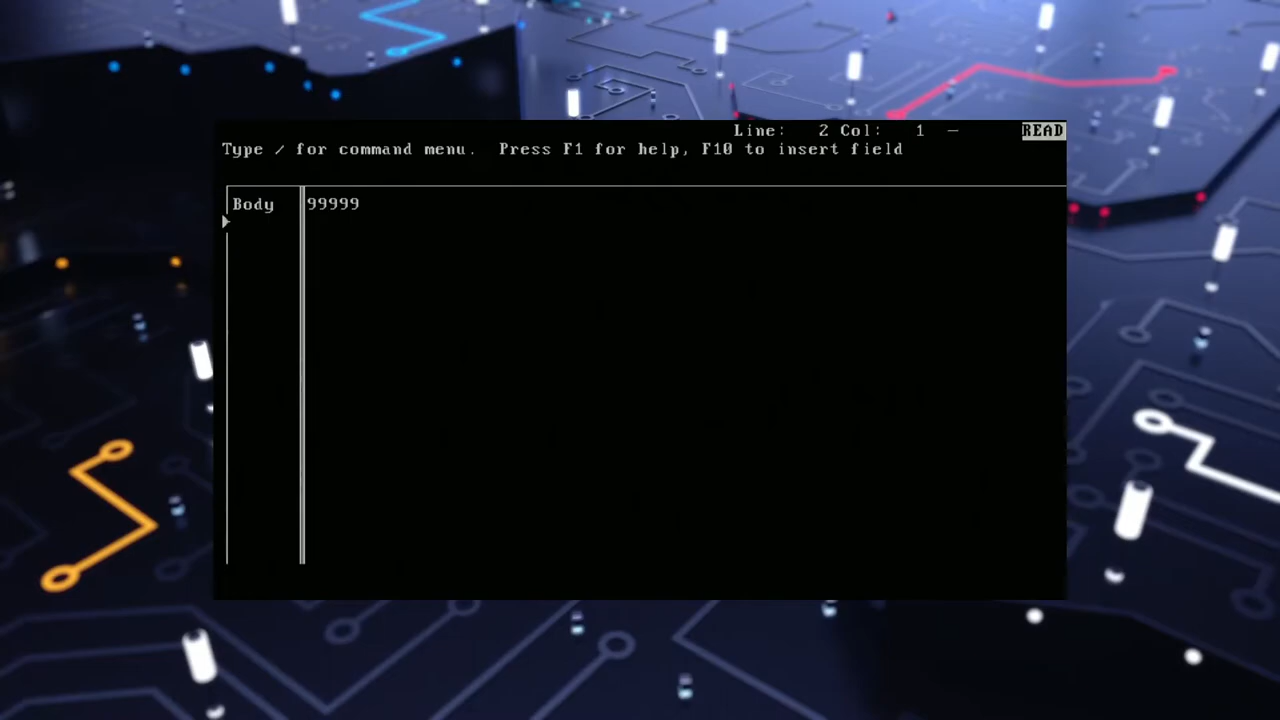 Line: 2 Col: 1 — READ
Type / for command menu. Press F1 for help, F10 to insert field
Body 99999